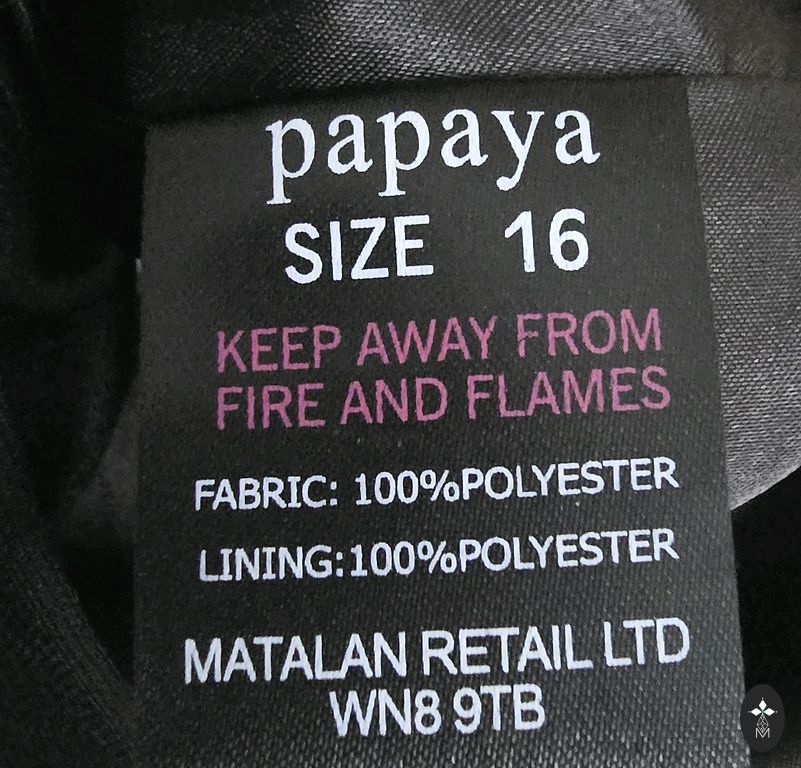 papaya
SIZE 16
KEEP AWAY FROM
FIRE AND FLAMES
FABRIC: 100%POLYESTER
LINING:100%POLYESTER
MATALAN RETAIL LTD
WN8 9TB
M